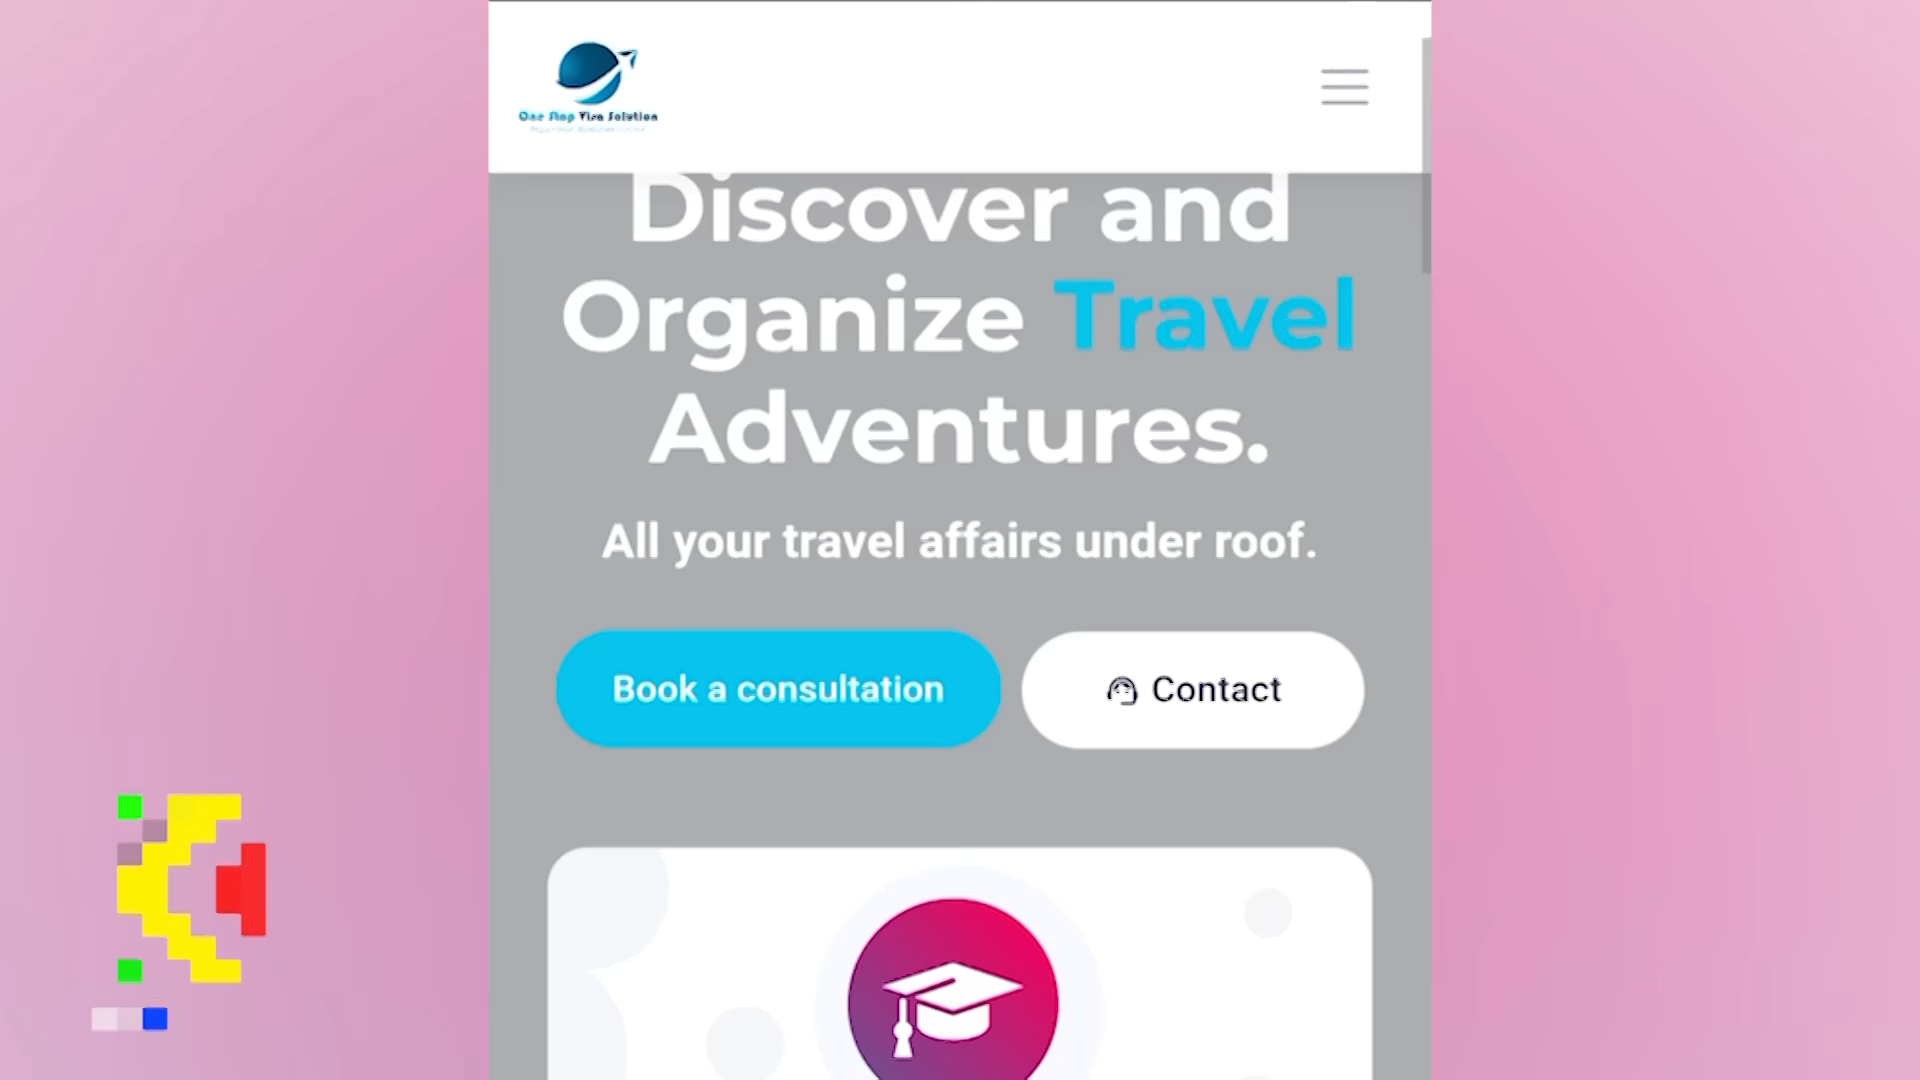 One Stop Visa Solution
Discover and
Organize Travel
Adventures.
All your travel affairs under roof.
Book a consultation
Contact